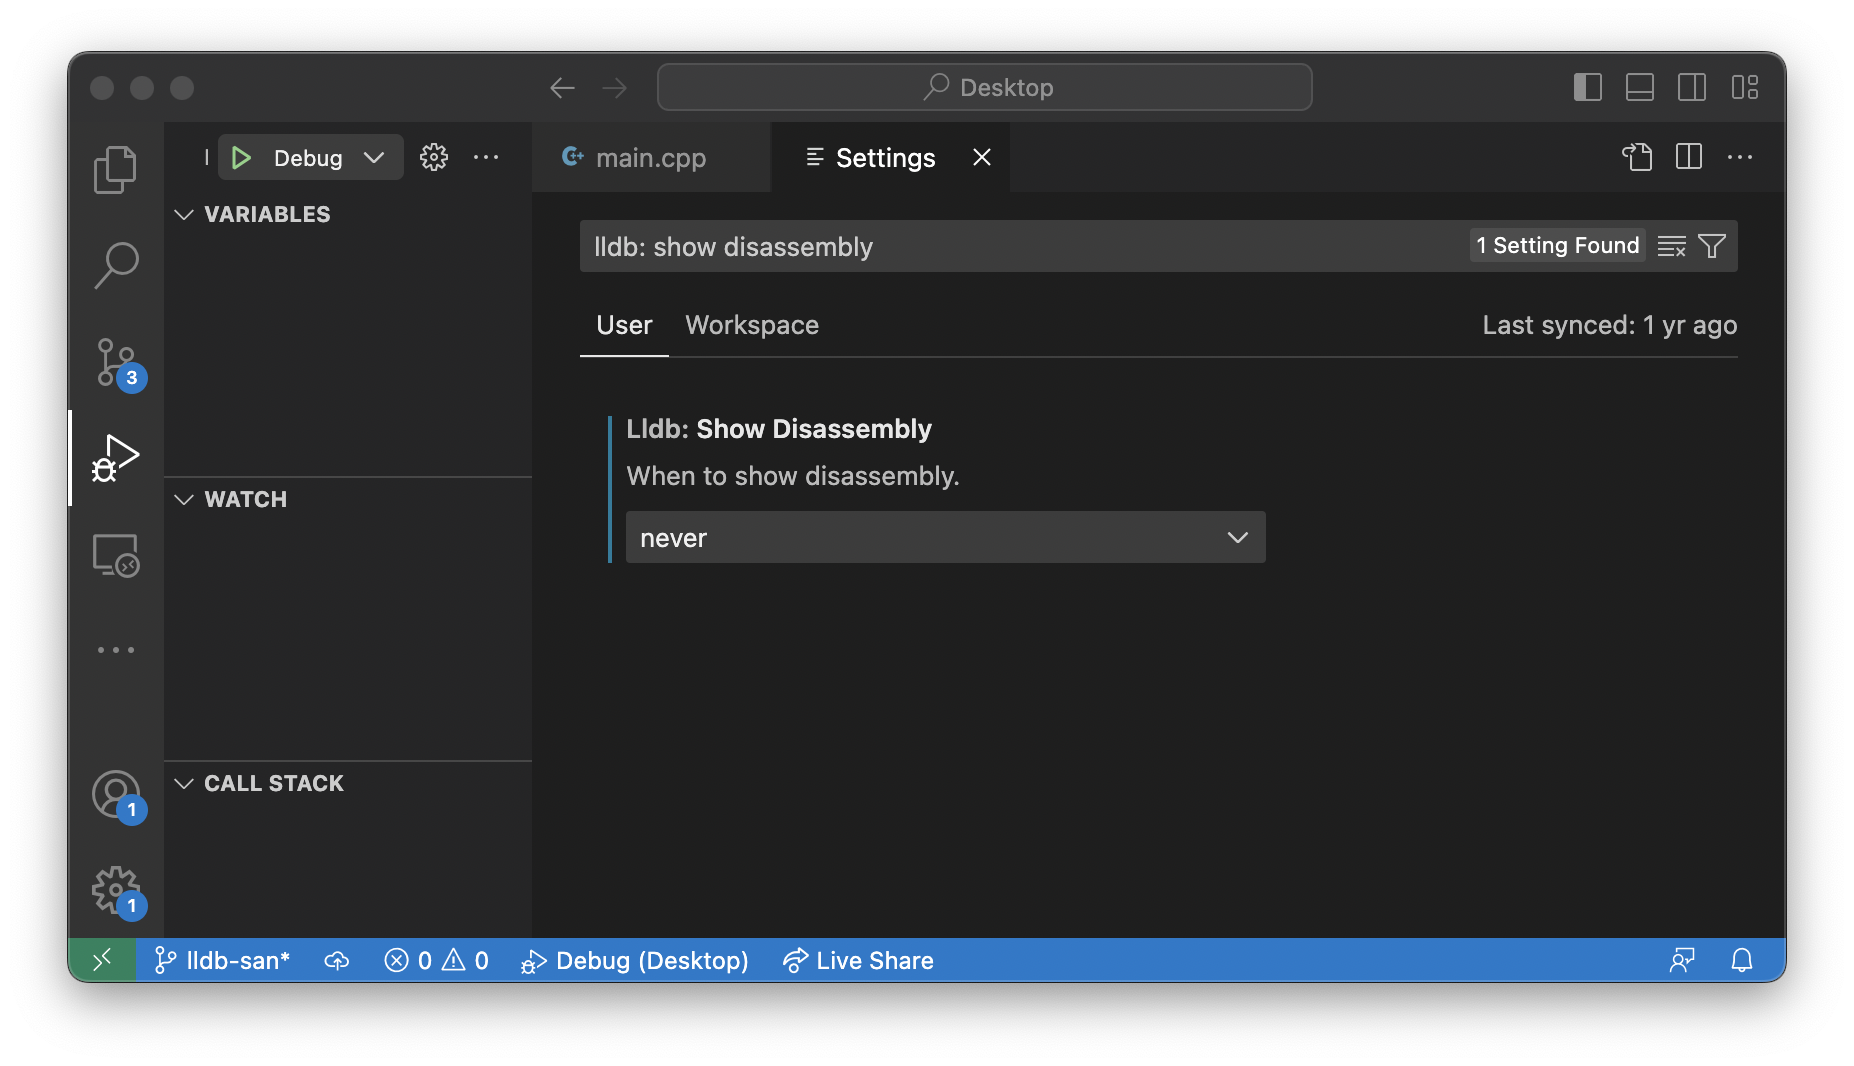 Desktop
Debug
main.cpp
Settings
VARIABLES
WATCH
CALL STACK
lldb: show disassembly
1 Setting Found
User
Workspace
Last synced: 1 yr ago
Lldb: Show Disassembly
When to show disassembly.
never
3
1
1
lldb-san*
0
0
Debug (Desktop)
Live Share